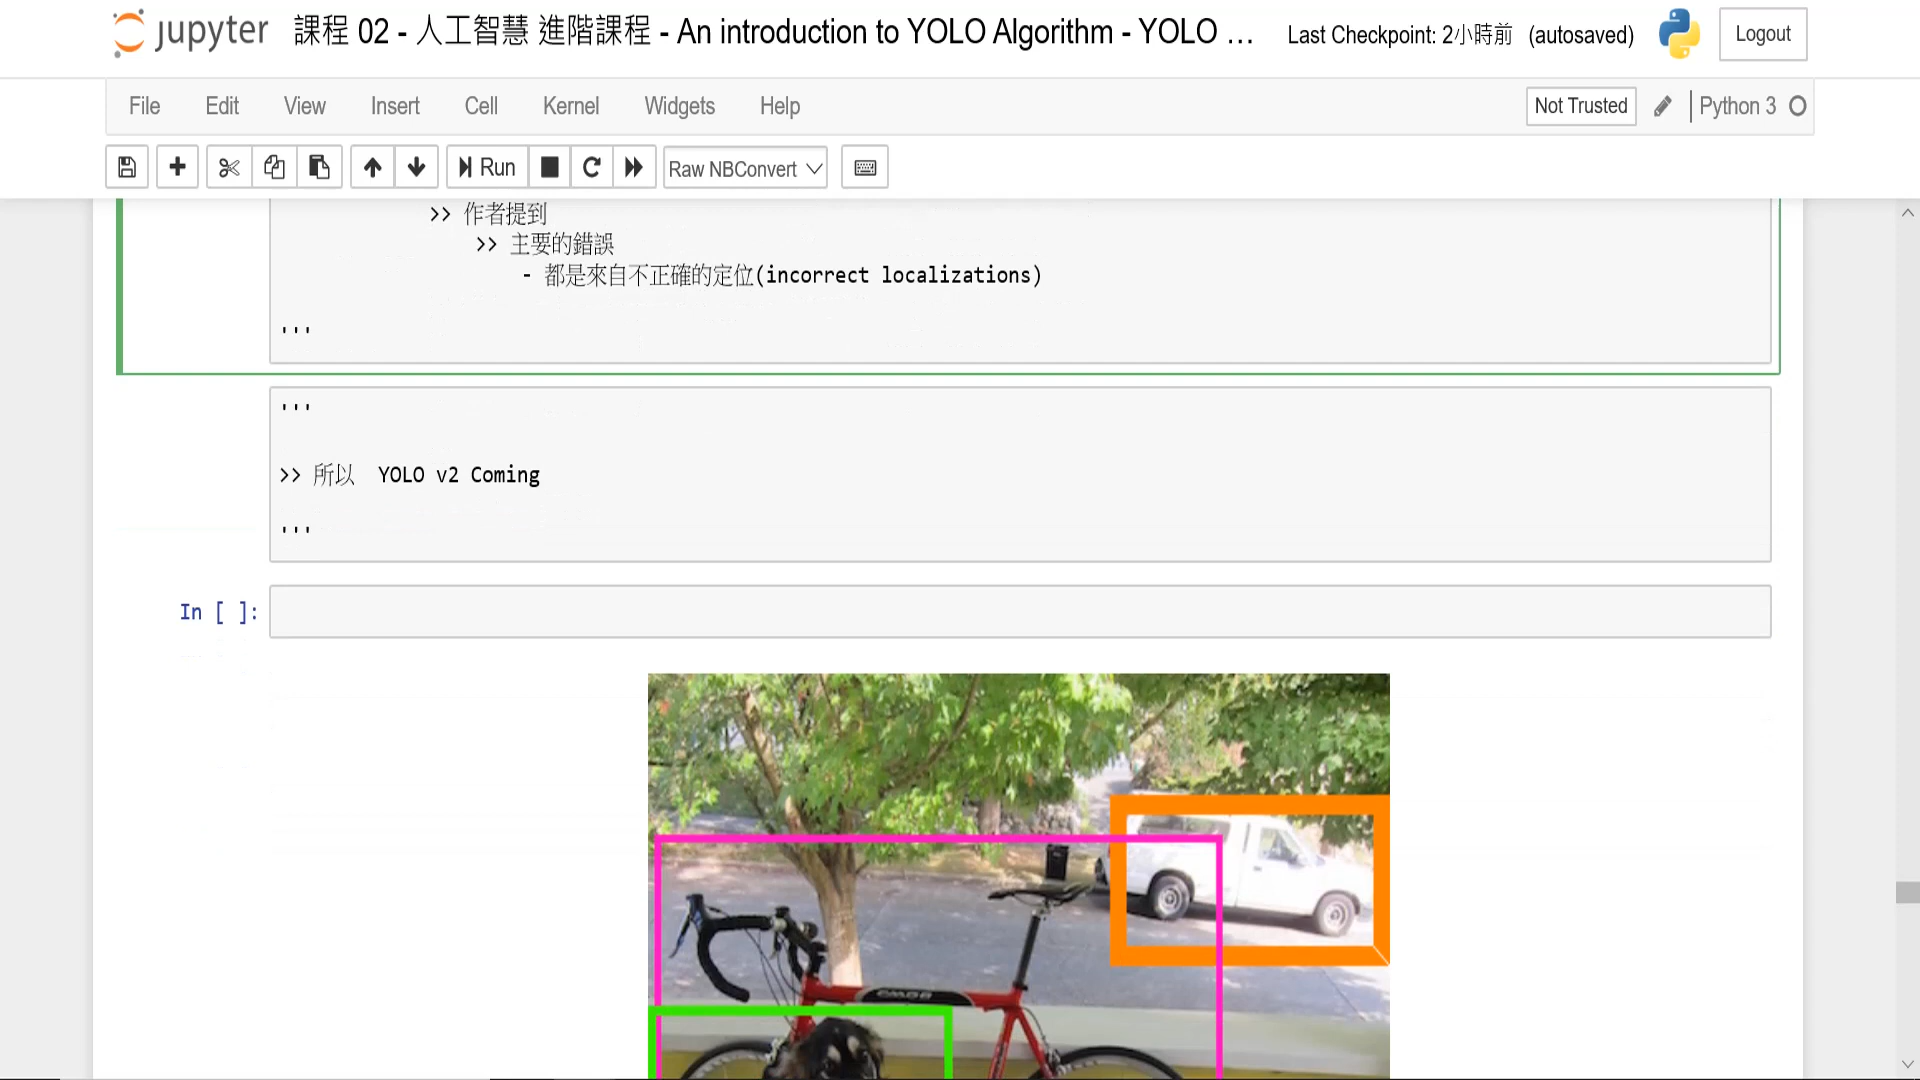 jupyter 課程 02 - 人工智慧 進階課程 - An introduction to YOLO Algorithm - YOLO ... Last Checkpoint: 2小時前 (autosaved) Logout
File Edit View Insert Cell Kernel Widgets Help Not Trusted Python 3
Run Raw NBConvert
>> 作者提到
>> 主要的錯誤
- 都是來自不正確的定位(incorrect localizations)
'''
'''
>> 所以 YOLO v2 Coming
'''
In [ ]: